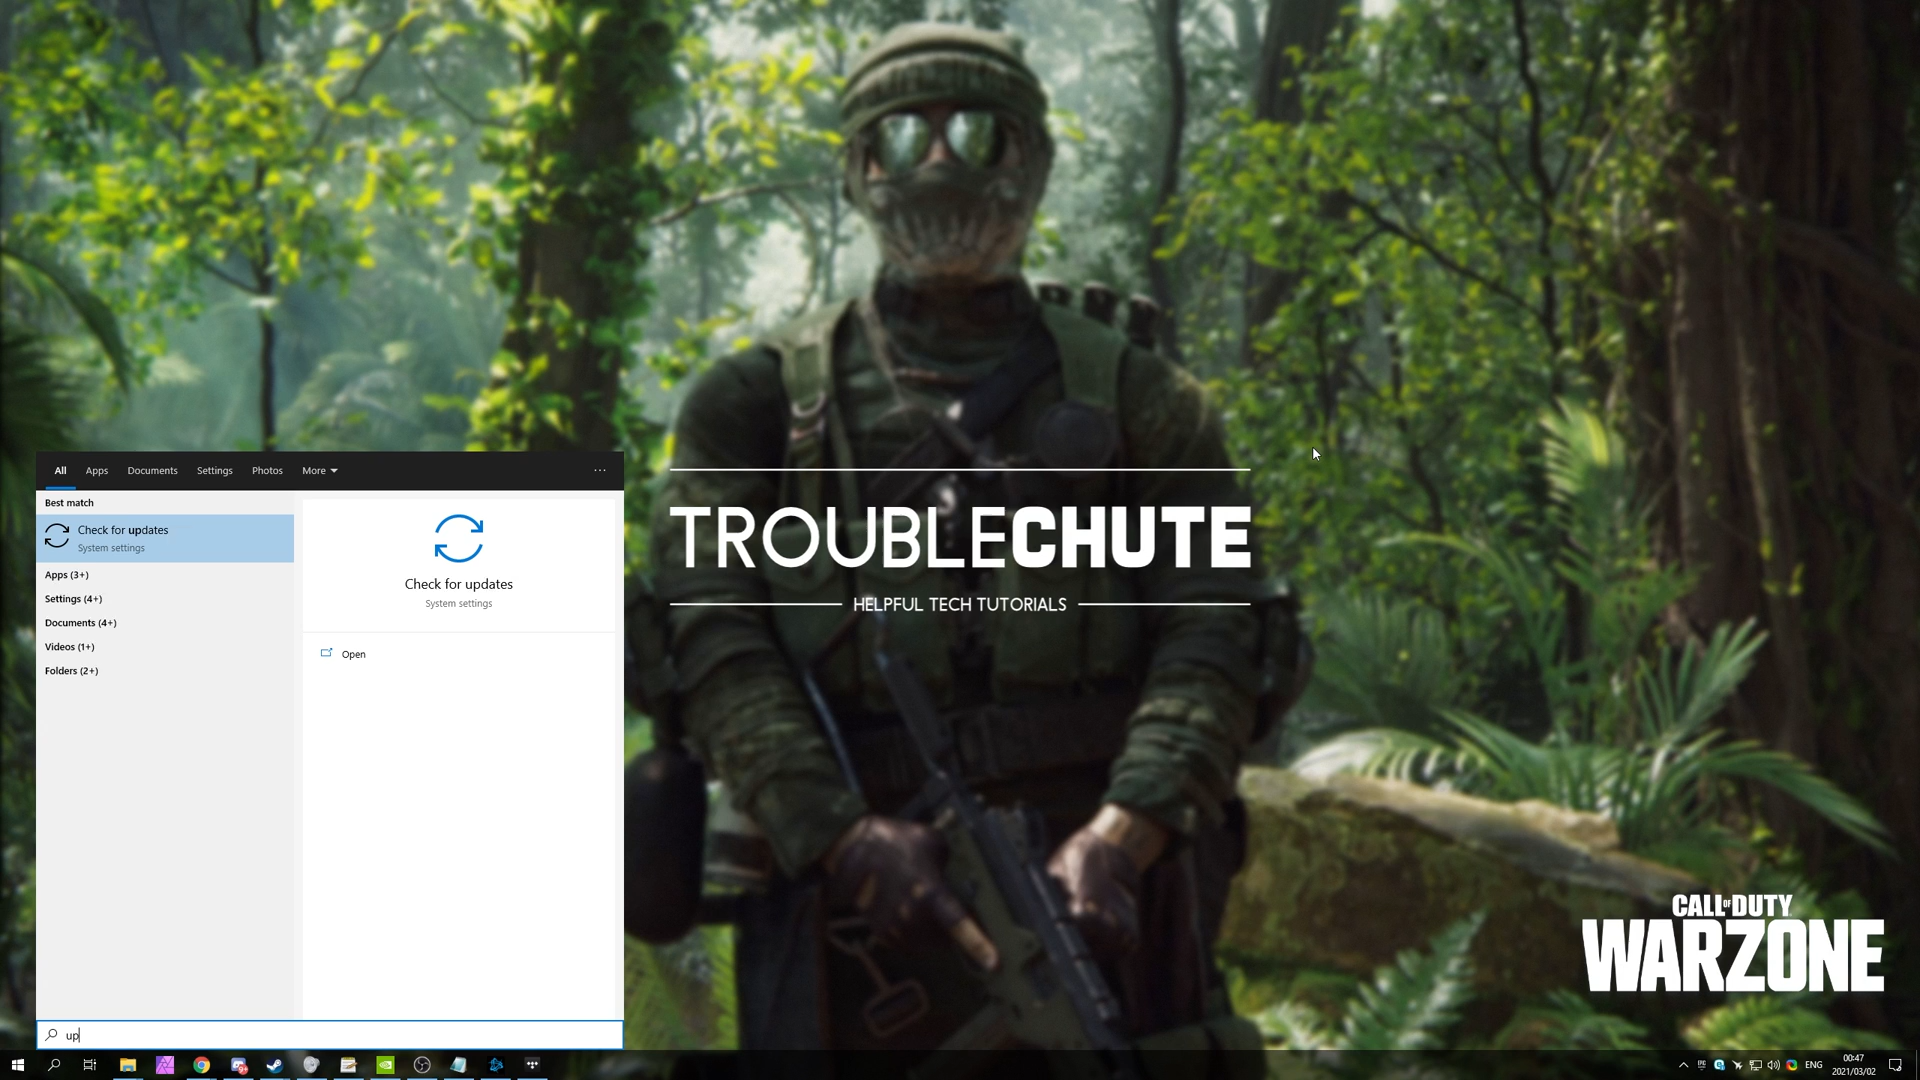 All Apps Documents Settings Photos More ...
Best match
Check for updates
System settings
Apps (3+)
Settings (4+)
Documents (4+)
Videos (1+)
Folders (2+)
Check for updates
System settings
Open
up
TROUBLECHUTE
HELPFUL TECH TUTORIALS
CALL OF DUTY
WARZONE
ENG
00:47
2021/03/02